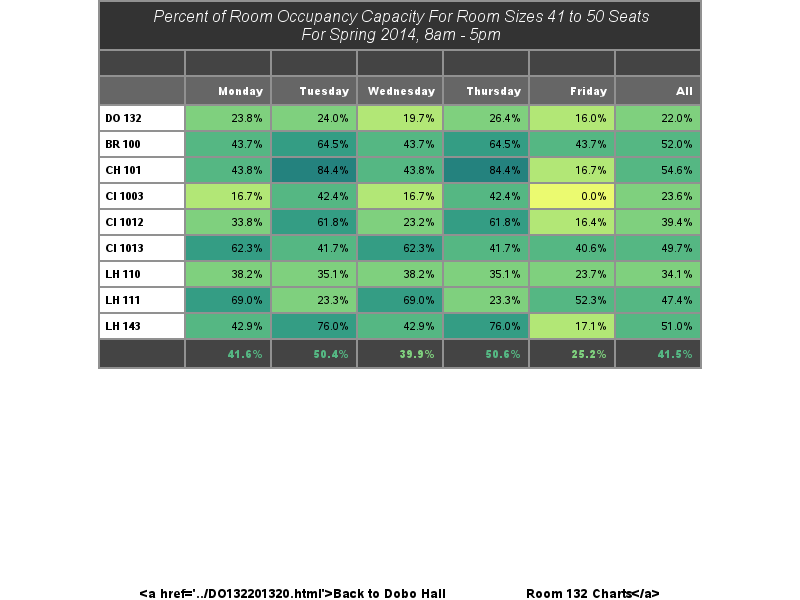 Percent of Room Occupancy Capacity For Room Sizes 41 to 50 Seats
For Spring 2014, 8am - 5pm
Monday Tuesday Wednesday Thursday Friday All
DO 132 23.8% 24.0% 19.7% 26.4% 16.0% 22.0%
BR 100 43.7% 64.5% 43.7% 64.5% 43.7% 52.0%
CH 101 43.8% 84.4% 43.8% 84.4% 16.7% 54.6%
CI 1003 16.7% 42.4% 16.7% 42.4% 0.0% 23.6%
CI 1012 33.8% 61.8% 23.2% 61.8% 16.4% 39.4%
CI 1013 62.3% 41.7% 62.3% 41.7% 40.6% 49.7%
LH 110 38.2% 35.1% 38.2% 35.1% 23.7% 34.1%
LH 111 69.0% 23.3% 69.0% 23.3% 52.3% 47.4%
LH 143 42.9% 76.0% 42.9% 76.0% 17.1% 51.0%
41.6% 50.4% 39.9% 50.6% 25.2% 41.5%
<a href='../DO132201320.html'>Back to Dobo Hall Room 132 Charts</a>